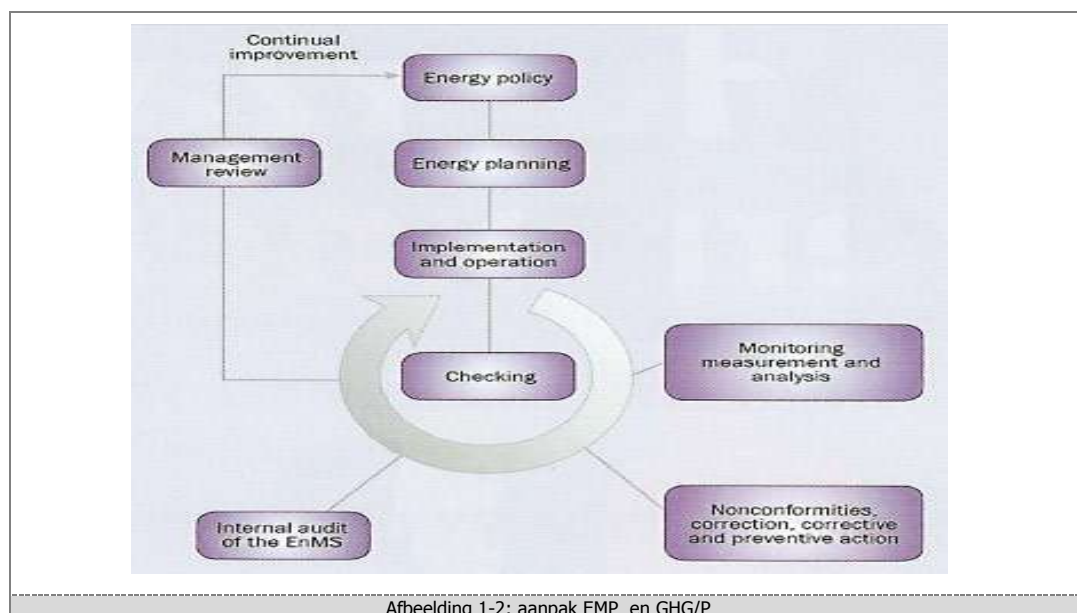 Continual
improvement
Energy policy
Management
review
Energy planning
Implementation
and operation
Checking
Monitoring
measurement and
analysis
Internal audit
of the EnMS
Nonconformities,
correction, corrective
and preventive action
Afbeelding 1-2: aanpak EMP en GHG/P